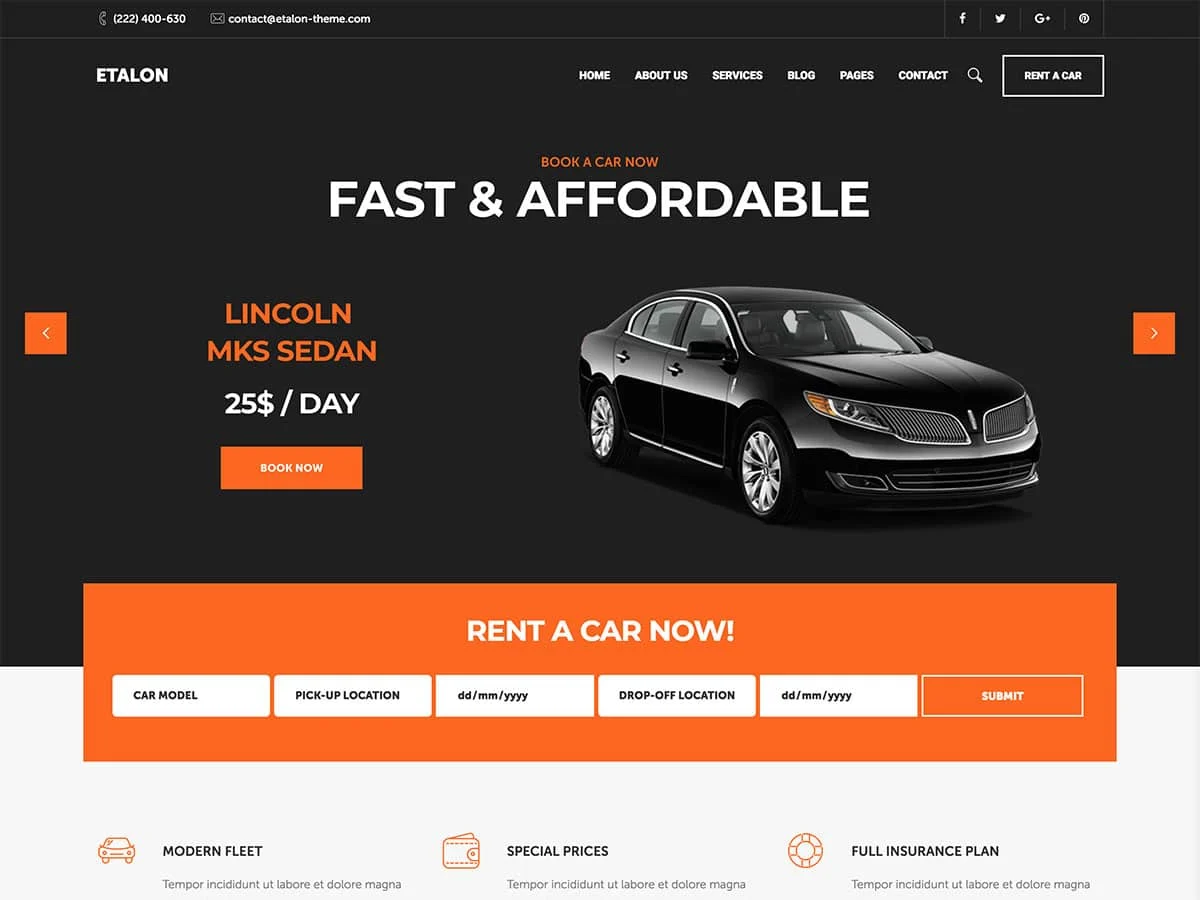 (222) 400-630 contact@etalon-theme.com
ETALON HOME ABOUT US SERVICES BLOG PAGES CONTACT RENT A CAR
BOOK A CAR NOW
FAST & AFFORDABLE
LINCOLN
MKS SEDAN
25$ / DAY
BOOK NOW
RENT A CAR NOW!
CAR MODEL PICK-UP LOCATION dd/mm/yyyy DROP-OFF LOCATION dd/mm/yyyy SUBMIT
MODERN FLEET SPECIAL PRICES FULL INSURANCE PLAN
Tempor incididunt ut labore et dolore magna Tempor incididunt ut labore et dolore magna Tempor incididunt ut labore et dolore magna